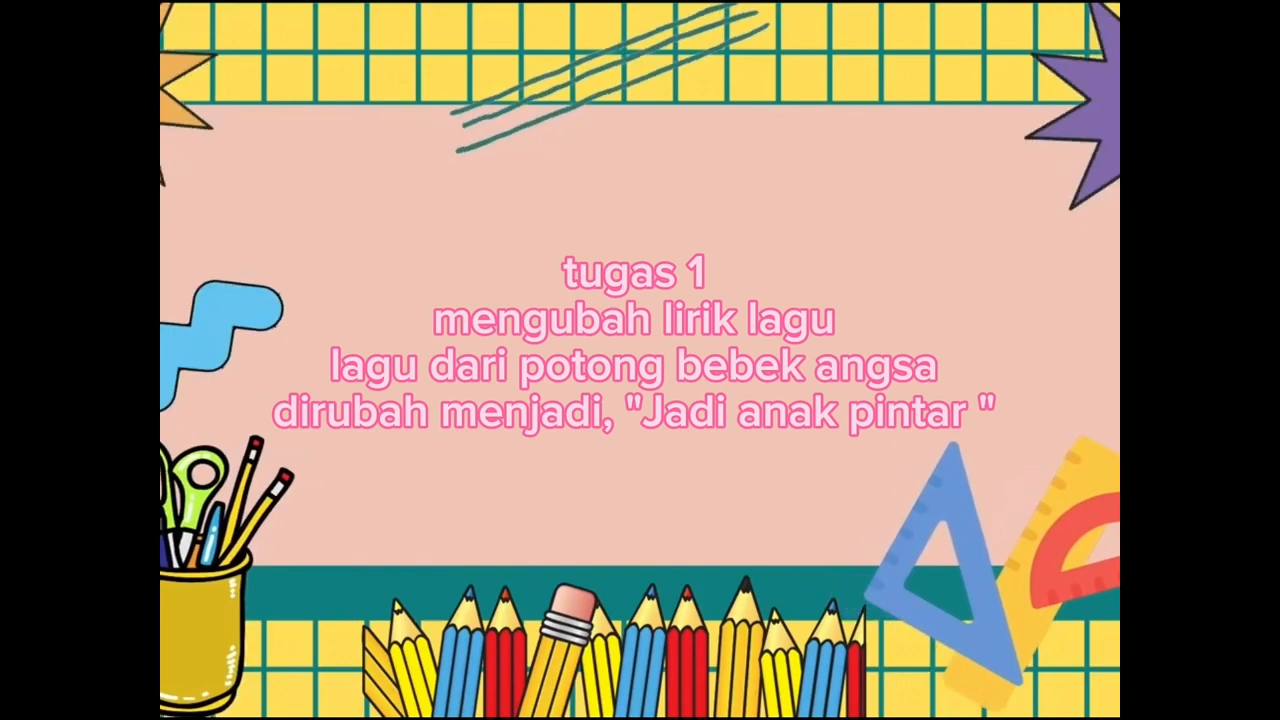 tugas 1
mengubah lirik lagu
lagu dari potong bebek angsa
dirubah menjadi, "Jadi anak pintar "